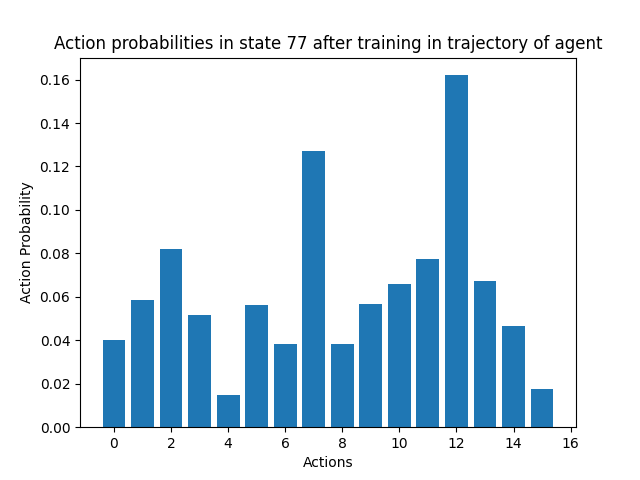 Action probabilities in state 77 after training in trajectory of agent
0.16
0.14
0.12
0.10
0.08
0.06
0.04
0.02
0.00
Action Probability
0 2 4 6 8 10 12 14 16
Actions